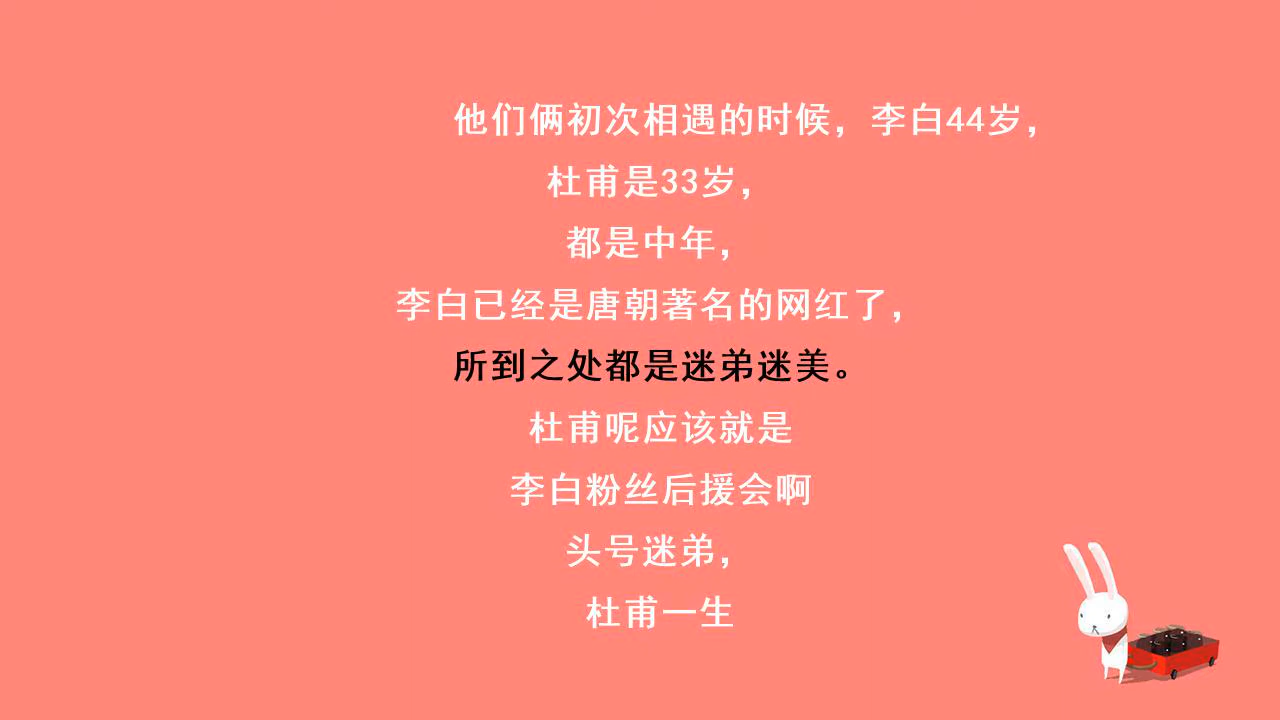 他们俩初次相遇的时候，李白44岁，
杜甫是33岁，
都是中年，
李白已经是唐朝著名的网红了，
所到之处都是迷弟迷美。
杜甫呢应该就是
李白粉丝后援会啊
头号迷弟，
杜甫一生